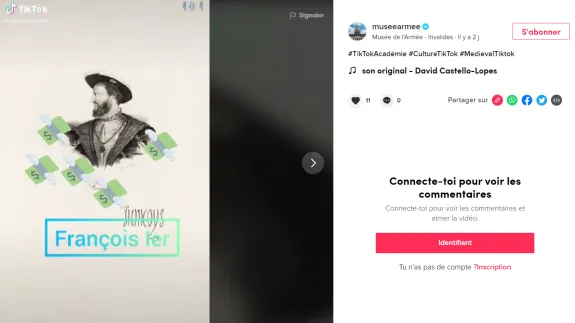 TikTok
Signaler
françoys
François Ier
museearmee
Musée de l'Armée - Invalides · Il y a 2 j
S'abonner
#TikTokAcadémie #CultureTikTok #MedievalTiktok
son original - David Castello-Lopes
11
0
Partager sur
Connecte-toi pour voir les
commentaires
Connecte-toi pour voir les commentaires et
aimer la vidéo.
Identifiant
Tu n'as pas de compte ?Inscription